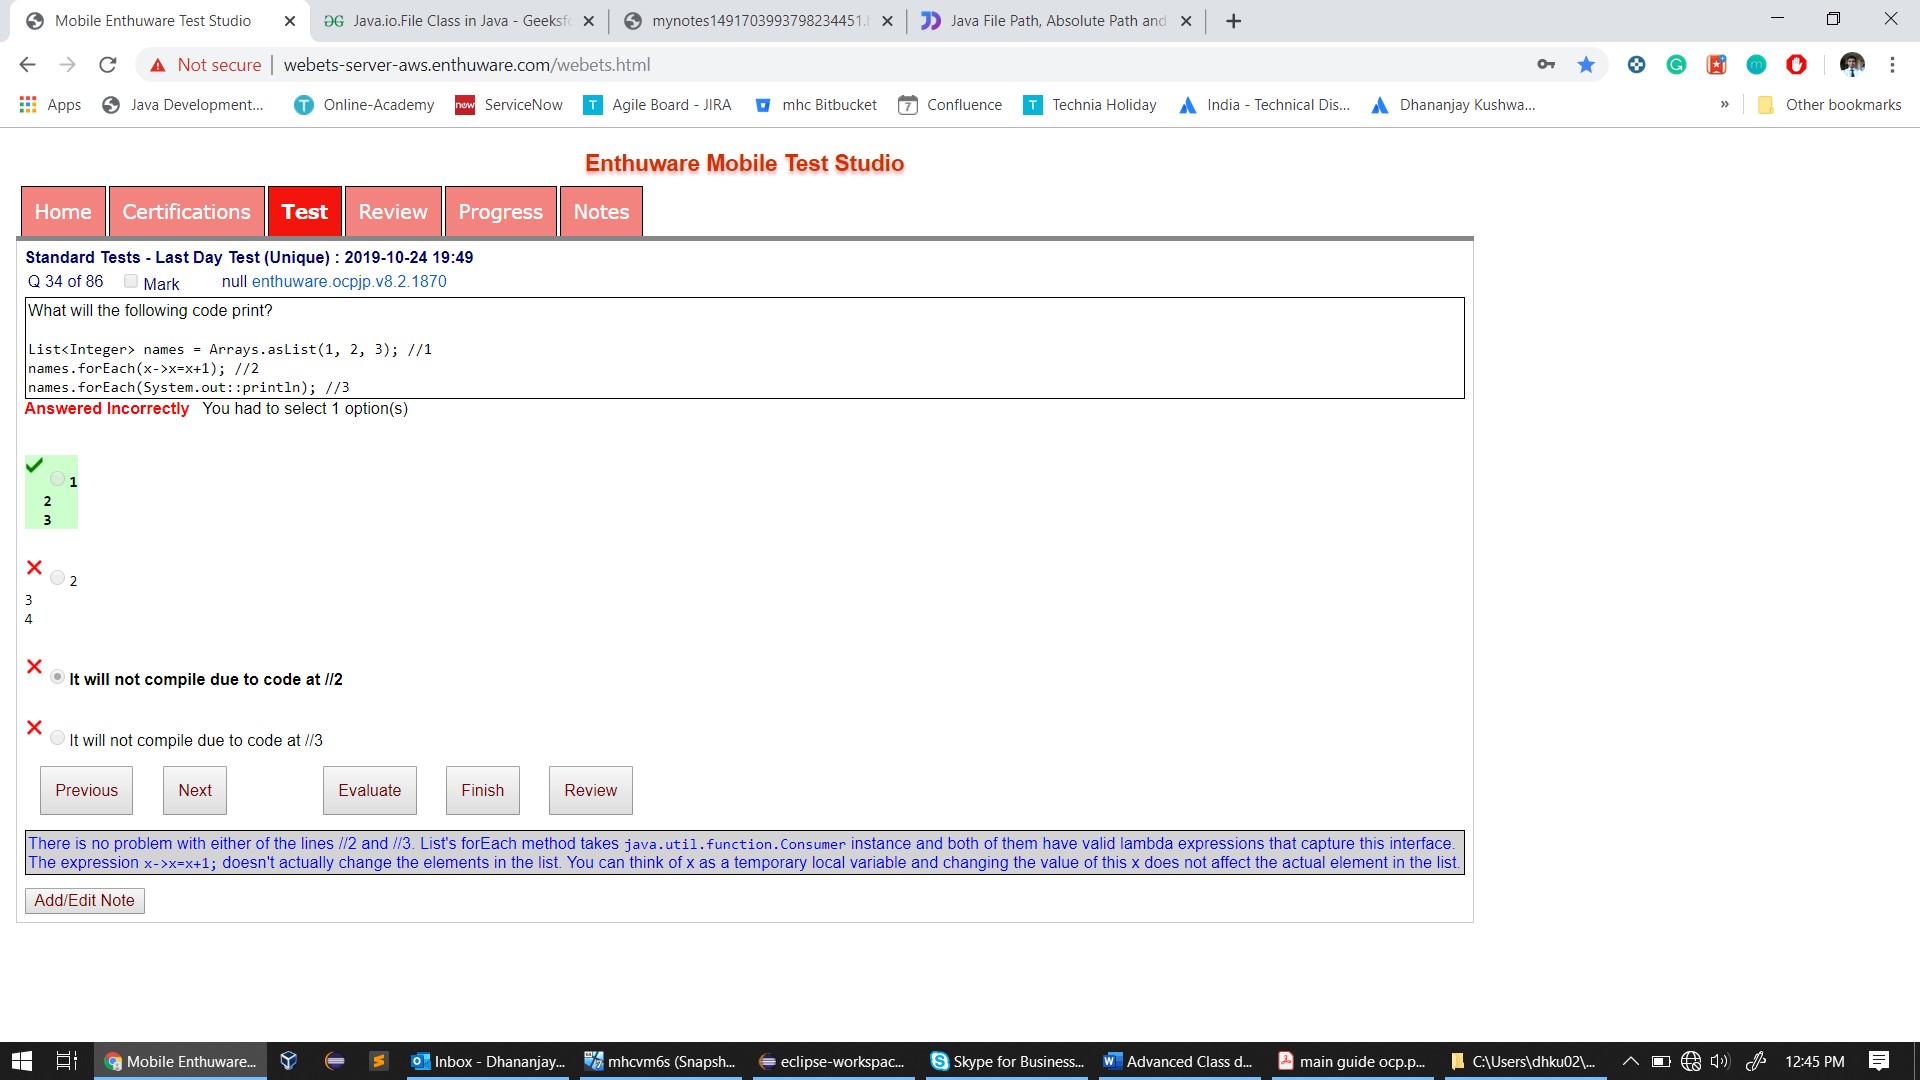 Mobile Enthuware Test Studio
Java.io.File Class in Java - Geeksf
mynotes1491703993798234451.h
Java File Path, Absolute Path and
Not secure
webets-server-aws.enthuware.com/webets.html
Apps
Java Development...
Online-Academy
ServiceNow
Agile Board - JIRA
mhc Bitbucket
Confluence
Technia Holiday
India - Technical Dis...
Dhananjay Kushwa...
»
Other bookmarks
Enthuware Mobile Test Studio
Home
Certifications
Test
Review
Progress
Notes
Standard Tests - Last Day Test (Unique) : 2019-10-24 19:49
Q 34 of 86 Mark null enthuware.ocpjp.v8.2.1870
What will the following code print?
List<Integer> names = Arrays.asList(1, 2, 3); //1
names.forEach(x->x=x+1); //2
names.forEach(System.out::println); //3
Answered Incorrectly You had to select 1 option(s)
1
2
3
2
3
4
It will not compile due to code at //2
It will not compile due to code at //3
Previous
Next
Evaluate
Finish
Review
There is no problem with either of the lines //2 and //3. List's forEach method takes java.util.function.Consumer instance and both of them have valid lambda expressions that capture this interface.
The expression x->x=x+1; doesn't actually change the elements in the list. You can think of x as a temporary local variable and changing the value of this x does not affect the actual element in the list.
Add/Edit Note
Mobile Enthuware...
Inbox - Dhananjay...
mhcvm6s (Snapsh...
eclipse-workspac...
Skype for Business...
Advanced Class d...
main guide ocp.p...
C:\Users\dhku02\...
12:45 PM